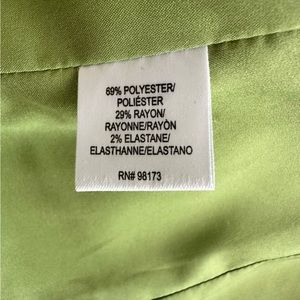 69% POLYESTER/
POLIÉSTER
29% RAYON/
RAYONNE/RAYÓN
2% ELASTANE/
ELASTHANNE/ELASTANO
RN# 98173